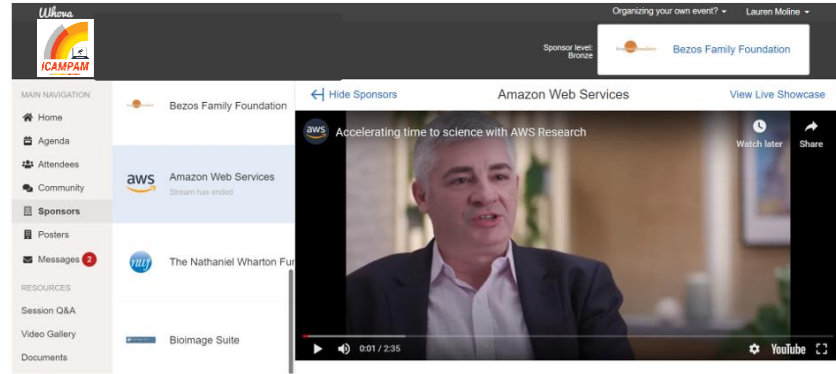 Whova
Organizing your own event?
Lauren Moline
iCAMPAM
Sponsor level:
Bronze
Bezos Family Foundation
MAIN NAVIGATION
Home
Agenda
Attendees
Community
Sponsors
Posters
Messages 2
RESOURCES
Session Q&A
Video Gallery
Documents
Bezos Family Foundation
aws
Amazon Web Services
Stream has ended
nwf
The Nathaniel Wharton Fun
Bioimage Suite
Hide Sponsors
Amazon Web Services
View Live Showcase
aws
Accelerating time to science with AWS Research
Watch later
Share
0:01 / 2:35
YouTube